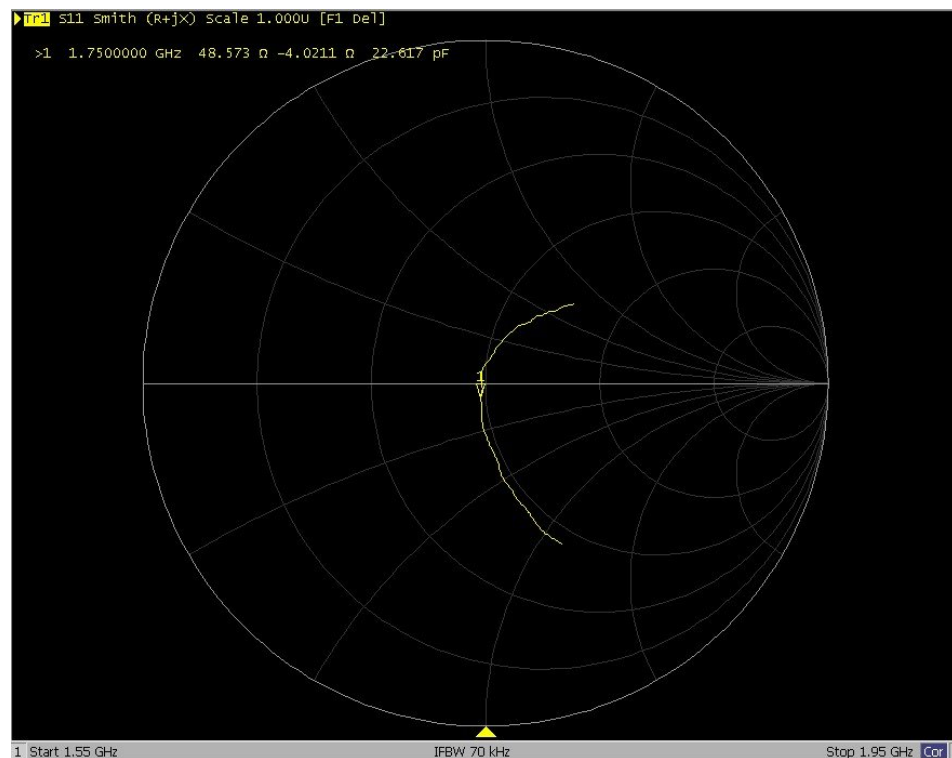 Tr1 S11 Smith (R+jX) Scale 1.000U [F1 Del]
>1 1.7500000 GHz 48.573 Ω -4.0211 Ω 22.617 pF
1
1 Start 1.55 GHz IFBW 70 kHz Stop 1.95 GHz Cor